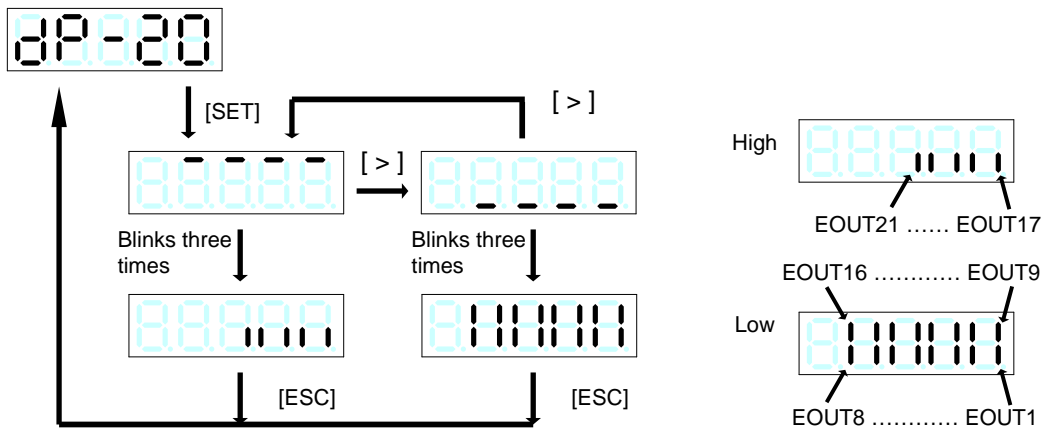 dP-20
[SET]
[ > ]
[ > ]
Blinks three
times
Blinks three
times
[ESC]
[ESC]
High
EOUT21 …… EOUT17
EOUT16 ………… EOUT9
Low
EOUT8 ………… EOUT1